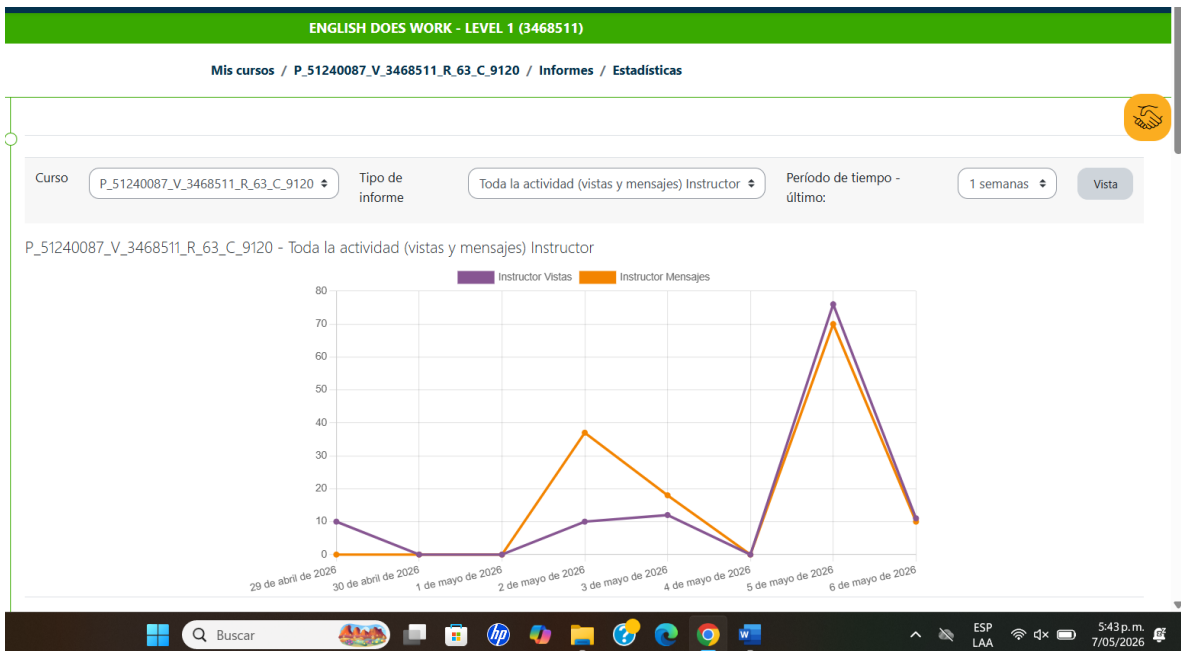 ENGLISH DOES WORK - LEVEL 1 (3468511)
Mis cursos / P_51240087_V_3468511_R_63_C_9120 / Informes / Estadísticas
Curso
P_51240087_V_3468511_R_63_C_9120
Tipo de
informe
Toda la actividad (vistas y mensajes) Instructor
Período de tiempo -
último:
1 semanas
Vista
P_51240087_V_3468511_R_63_C_9120 - Toda la actividad (vistas y mensajes) Instructor
Instructor Vistas
Instructor Mensajes
80
70
60
50
40
30
20
10
0
29 de abril de 2026
30 de abril de 2026
1 de mayo de 2026
2 de mayo de 2026
3 de mayo de 2026
4 de mayo de 2026
5 de mayo de 2026
6 de mayo de 2026
Buscar
hp
ESP
LAA
5:43 p. m.
7/05/2026